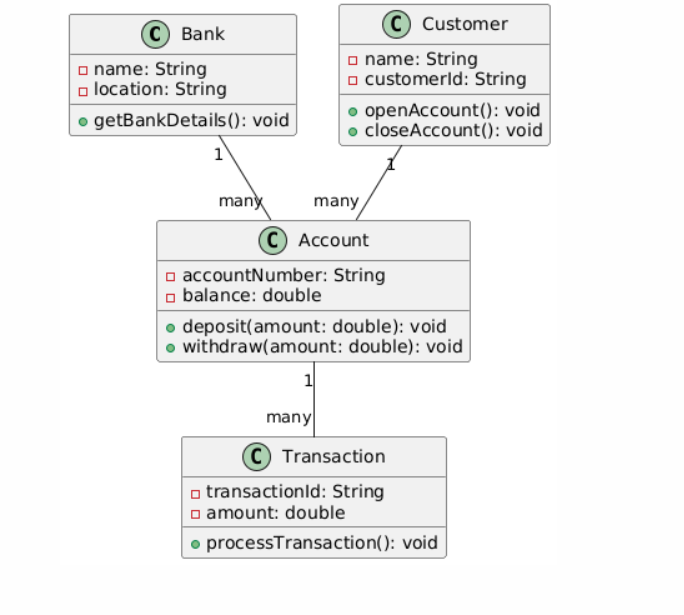 C Bank
name: String
location: String
getBankDetails(): void
C Customer
name: String
customerId: String
openAccount(): void
closeAccount(): void
1
1
many
many
C Account
accountNumber: String
balance: double
deposit(amount: double): void
withdraw(amount: double): void
1
many
C Transaction
transactionId: String
amount: double
processTransaction(): void